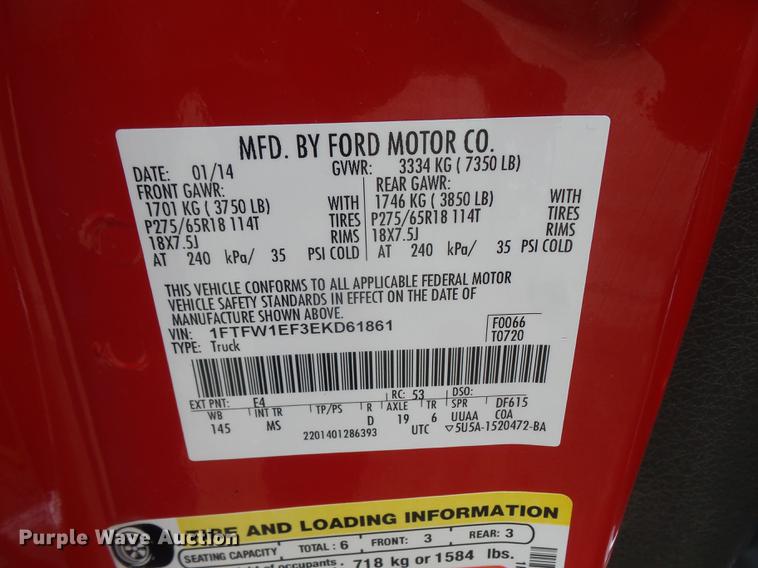 MFD. BY FORD MOTOR CO.
DATE: 01/14 GVWR: 3334 KG ( 7350 LB)
FRONT GAWR: REAR GAWR:
1701 KG ( 3750 LB) WITH 1746 KG ( 3850 LB) WITH
P275/65R18 114T TIRES P275/65R18 114T TIRES
18X7.5J RIMS 18X7.5J RIMS
AT 240 kPa/ 35 PSI COLD AT 240 kPa/ 35 PSI COLD
THIS VEHICLE CONFORMS TO ALL APPLICABLE FEDERAL MOTOR
VEHICLE SAFETY STANDARDS IN EFFECT ON THE DATE OF
MANUFACTURE SHOWN ABOVE.
VIN: 1FTFW1EF3EKD61861 F0066
TYPE: Truck T0720
EXT PNT: E4 RC: 53 DSO:
WB INT TR TP/PS R AXLE TR SPR DF615
145 MS D 19 6 UUAA COA
2201401286393 UTC ▽5U5A-1520472-BA
TIRE AND LOADING INFORMATION
SEATING CAPACITY TOTAL: 6 FRONT: 3 REAR: 3
of occupants. 718 kg or 1584 lbs.
Purple Wave Auction